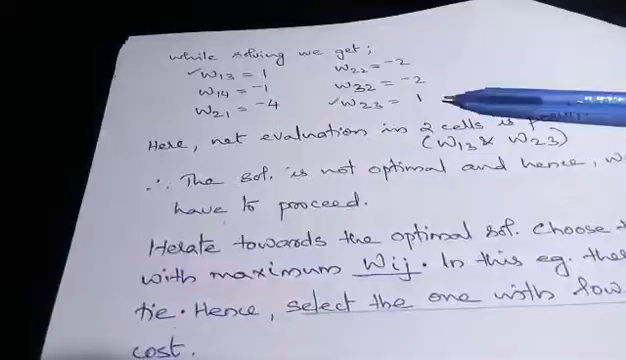 while solving we get;
✓W13 = 1 W22 = -2
W14 = -1 W32 = -2
W21 = -4 ✓W23 = 1
Here, net evaluation in 2 cells is
(W13 & W23)
∴ The sol. is not optimal and hence,
have to proceed.
Iterate towards the optimal sol. Choose
with maximum Wij. In this eg.
tie. Hence, select the one with
cost.